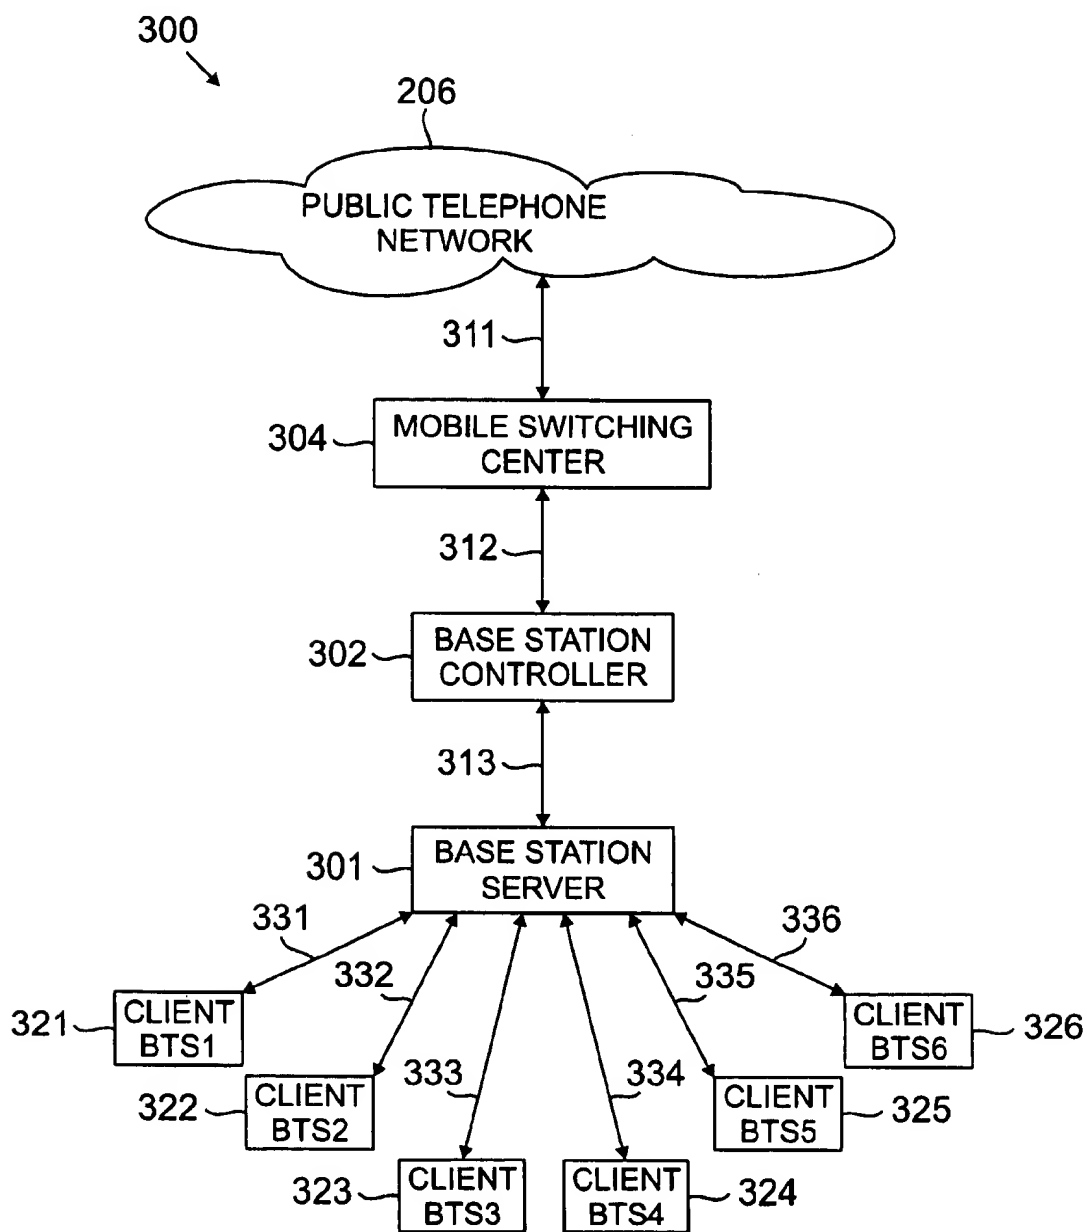 300
206
PUBLIC TELEPHONE
NETWORK
311
304
MOBILE SWITCHING
CENTER
312
302
BASE STATION
CONTROLLER
313
301
BASE STATION
SERVER
331
332
333
334
335
336
321
CLIENT
BTS1
322
CLIENT
BTS2
323
CLIENT
BTS3
CLIENT
BTS4
324
CLIENT
BTS5
325
CLIENT
BTS6
326